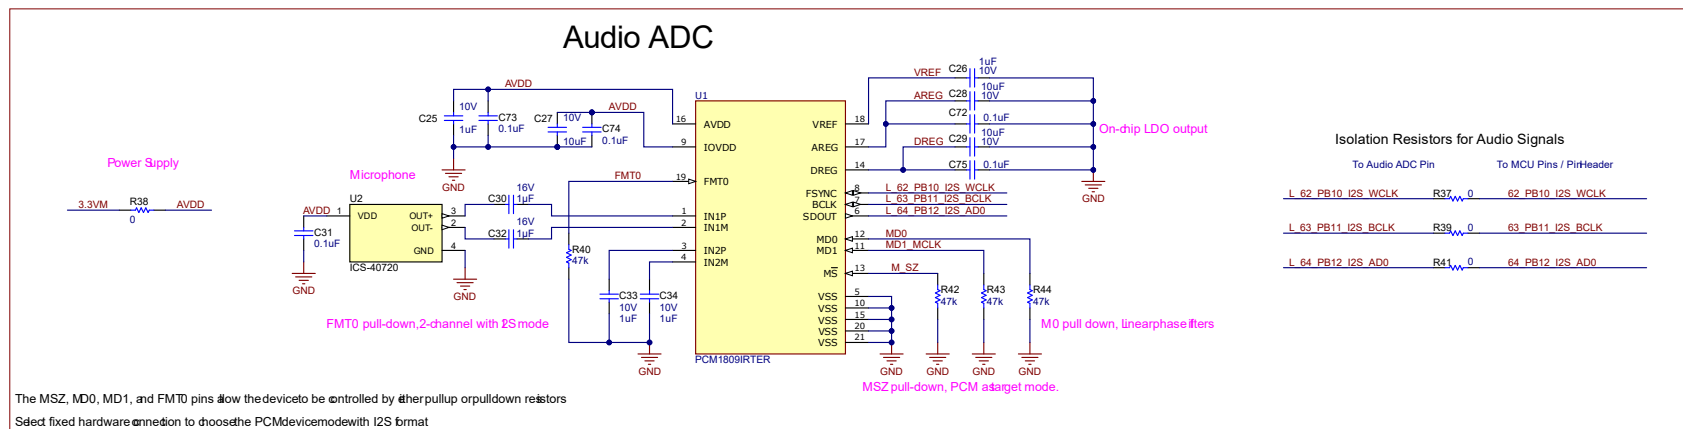 Audio ADC
Power Supply
3.3VM R38 0 AVDD
Microphone
AVDD
C25 10V 1uF
C73 0.1uF
AVDD
C27 10V 10uF
C74 0.1uF
U2
AVDD 1 VDD
OUT+ 3
OUT- 2
GND 4
ICS-40720
C31 0.1uF
GND
GND
GND
C30 16V 1µF
C32 16V 1µF
FMT0
R40 47k
C33 10V 1uF
C34 10V 1uF
GND
FMT0 pull-down,2-channel with I2S mode
U1
16 AVDD
9 IOVDD
19 FMT0
1 IN1P
2 IN1M
3 IN2P
4 IN2M
VREF 18
AREG 17
DREG 14
FSYNC 8
BCLK 7
SDOUT 6
MD0 12
MD1 11
MS 13
VSS 5
VSS 10
VSS 15
VSS 20
VSS 21
PCM1809IRTER
VREF C26 1uF 10V
AREG C28 10uF 10V
C72 0.1uF
DREG C29 10uF 10V
C75 0.1uF
GND
On-chip LDO output
L_62_PB10_I2S_WCLK
L_63_PB11_I2S_BCLK
L_64_PB12_I2S_AD0
MD0
MD1_MCLK
M_SZ
R42 47k
R43 47k
R44 47k
GND
GND
GND
GND
M0 pull down, Linearphase filters
MSZ pull-down, PCM as target mode.
Isolation Resistors for Audio Signals
To Audio ADC Pin To MCU Pins / PinHeader
L_62_PB10_I2S_WCLK R37 0 62_PB10_I2S_WCLK
L_63_PB11_I2S_BCLK R39 0 63_PB11_I2S_BCLK
L_64_PB12_I2S_AD0 R41 0 64_PB12_I2S_AD0
The MSZ, MD0, MD1, and FMT0 pins allow the device to be controlled by either pullup or pulldown resistors
Select fixed hardware connection to choose the PCM device mode with I2S format